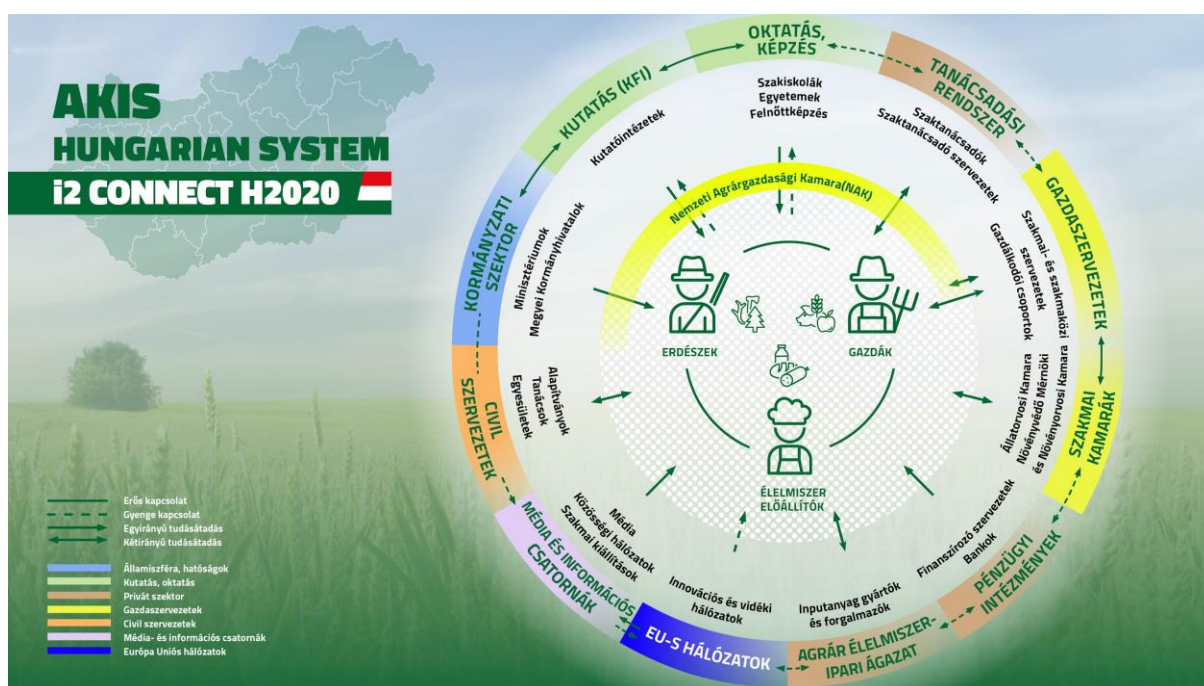 AKIS
HUNGARIAN SYSTEM
i2 CONNECT H2020
OKTATÁS,
KÉPZÉS
Szakiskolák
Egyetemek
Felnőttképzés
TANÁCSADÁSI
RENDSZER
Szaktanácsadók
Szaktanácsadó szervezetek
GAZDASZERVEZETEK
Szakmai- és szakmaközi
szervezetek
Gazdálkodói csoportok
SZAKMAI
KAMARÁK
Állatorvosi Kamara
Növényvédő Mérnöki
és Növényorvosi Kamara
PÉNZÜGYI
INTÉZMÉNYEK
Finanszírozó szervezetek
Bankok
AGRÁR ÉLELMISZER-
IPARI ÁGAZAT
Inputanyag gyártók
és forgalmazók
EU-S HÁLÓZATOK
Innovációs és vidéki
hálózatok
MÉDIA ÉS INFORMÁCIÓS
CSATORNÁK
Média
Közösségi hálózatok
Szakmai kiállítások
CIVIL
SZERVEZETEK
Alapítványok
Tanácsok
Egyesületek
KORMÁNYZATI
SZEKTOR
Minisztériumok
Megyei Kormányhivatalok
KUTATÁS (KFI)
Kutatóintézetek
Nemzeti Agrárgazdasági Kamara(NAK)
ERDÉSZEK
GAZDÁK
ÉLELMISZER
ELŐÁLLÍTÓK
Erős kapcsolat
Gyenge kapcsolat
Egyirányú tudásátadás
Kétirányú tudásátadás
Államiszféra, hatóságok
Kutatás, oktatás
Privát szektor
Gazdaszervezetek
Civil szervezetek
Média- és információs csatornák
Európa Uniós hálózatok